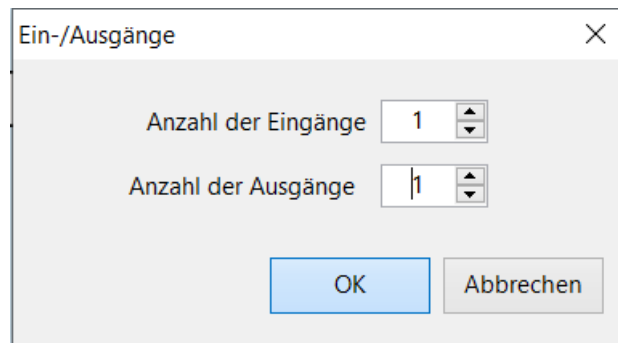 Ein-/Ausgänge
Anzahl der Eingänge 1
Anzahl der Ausgänge 1
OK Abbrechen